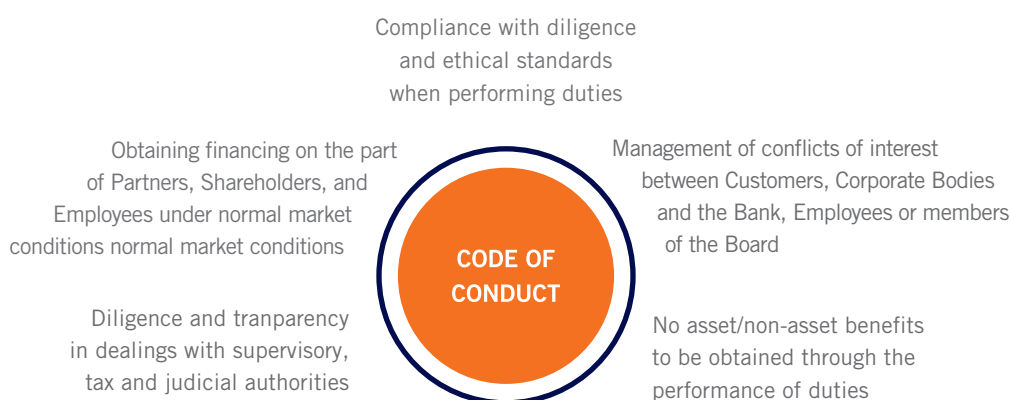 Compliance with diligence
and ethical standards
when performing duties
Obtaining financing on the part
of Partners, Shareholders, and
Employees under normal market
conditions normal market conditions
Management of conflicts of interest
between Customers, Corporate Bodies
and the Bank, Employees or members
of the Board
CODE OF
CONDUCT
Diligence and tranparency
in dealings with supervisory,
tax and judicial authorities
No asset/non-asset benefits
to be obtained through the
performance of duties